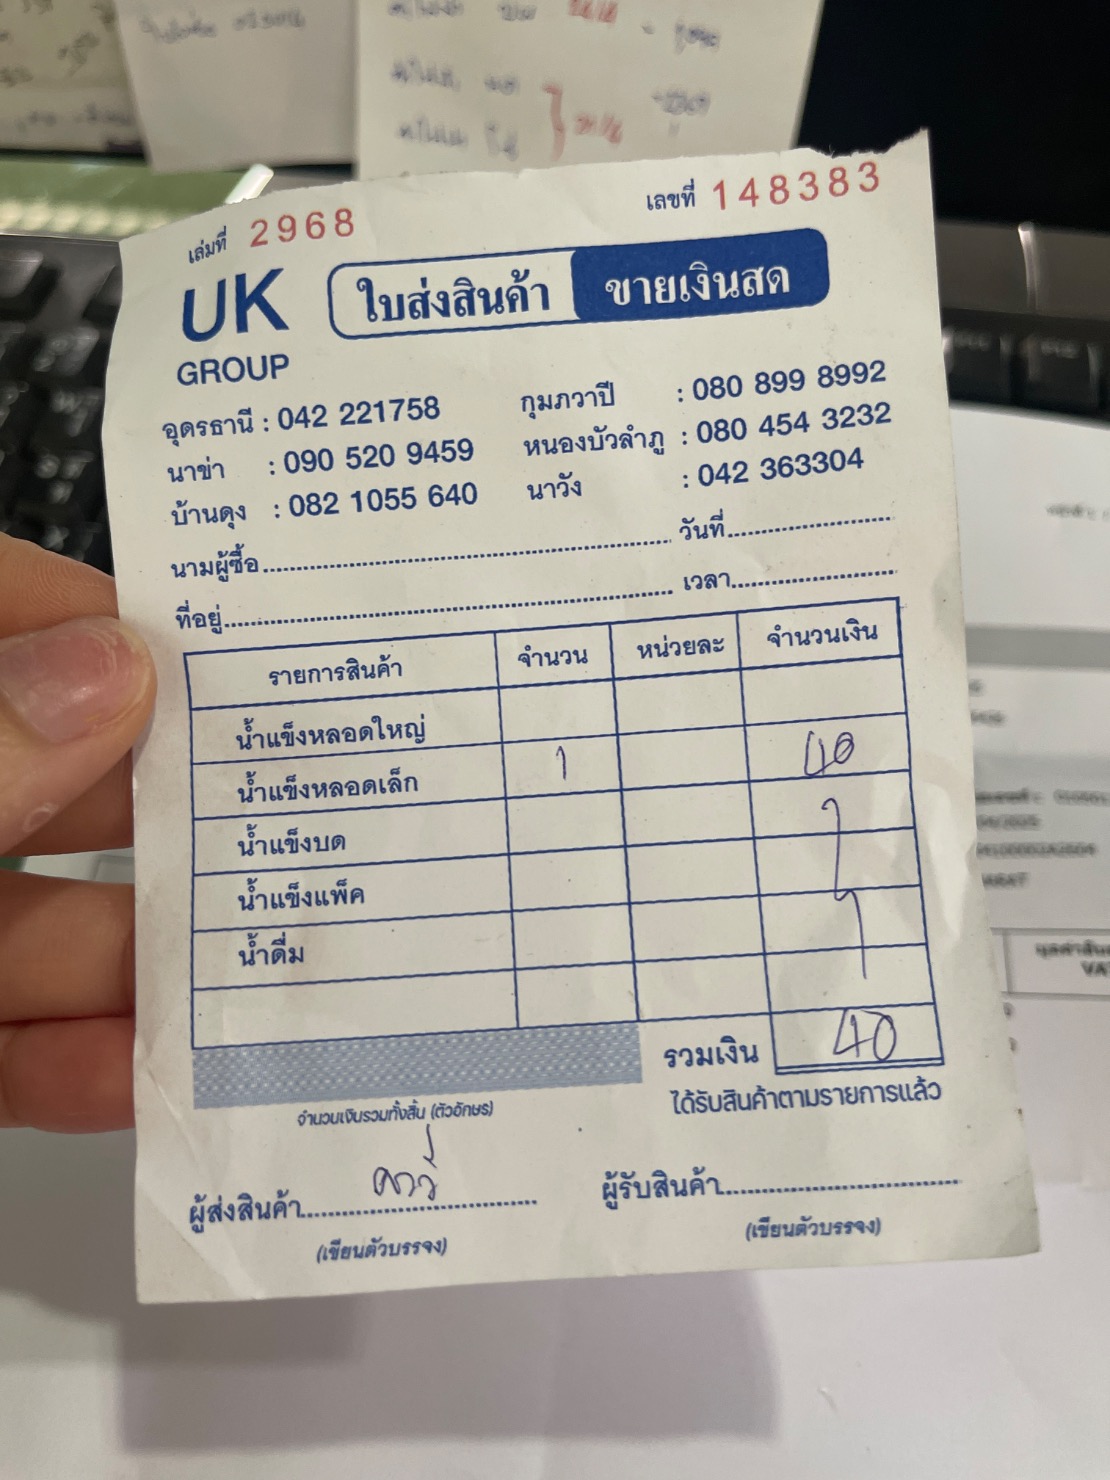 เล่มที่ 2968 เลขที่ 148383
UK GROUP
ใบส่งสินค้า ขายเงินสด
อุดรธานี : 042 221758 กุมภวาปี : 080 899 8992
นาข่า : 090 520 9459 หนองบัวลำภู : 080 454 3232
บ้านดุง : 082 1055 640 นาวัง : 042 363304
นามผู้ซื้อ วันที่
ที่อยู่ เวลา
รายการสินค้า จำนวน หน่วยละ จำนวนเงิน
น้ำแข็งหลอดใหญ่
น้ำแข็งหลอดเล็ก 1 40
น้ำแข็งบด
น้ำแข็งแพ็ค
น้ำดื่ม
รวมเงิน 40
จำนวนเงินรวมทั้งสิ้น (ตัวอักษร)
ได้รับสินค้าตามรายการแล้ว
ผู้ส่งสินค้า ผู้รับสินค้า
(เขียนตัวบรรจง) (เขียนตัวบรรจง)